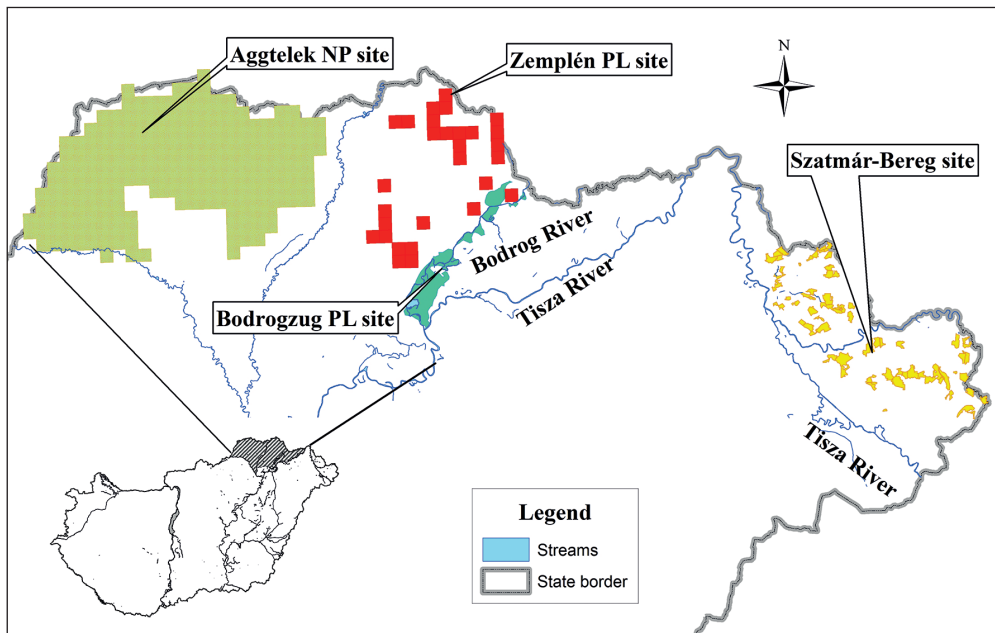 Aggtelek NP site
Zemplén PL site
N
Szatmár-Bereg site
Bodrog River
Tisza River
Bodrogzug PL site
Tisza River
Legend
Streams
State border